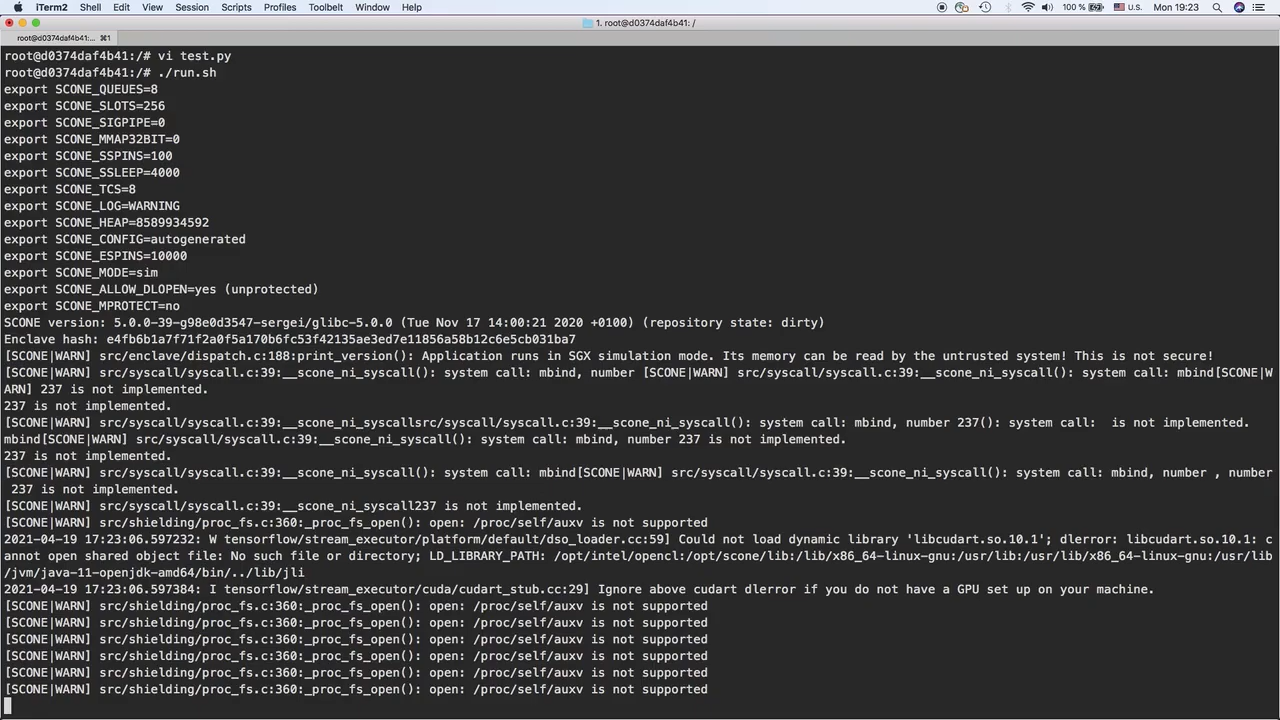 iTerm2 Shell Edit View Session Scripts Profiles Toolbelt Window Help 100 % U.S. Mon 19:23
1. root@d0374daf4b41: /
root@d0374daf4b41:... ⌘1
root@d0374daf4b41:/# vi test.py
root@d0374daf4b41:/# ./run.sh
export SCONE_QUEUES=8
export SCONE_SLOTS=256
export SCONE_SIGPIPE=0
export SCONE_MMAP32BIT=0
export SCONE_SSPINS=100
export SCONE_SSLEEP=4000
export SCONE_TCS=8
export SCONE_LOG=WARNING
export SCONE_HEAP=8589934592
export SCONE_CONFIG=autogenerated
export SCONE_ESPINS=10000
export SCONE_MODE=sim
export SCONE_ALLOW_DLOPEN=yes (unprotected)
export SCONE_MPROTECT=no
SCONE version: 5.0.0-39-g98e0d3547-sergei/glibc-5.0.0 (Tue Nov 17 14:00:21 2020 +0100) (repository state: dirty)
Enclave hash: e4fb6b1a7f71f2a0f5a170b6fc53f42135ae3ed7e11856a58b12c6e5cb031ba7
[SCONE|WARN] src/enclave/dispatch.c:188:print_version(): Application runs in SGX simulation mode. Its memory can be read by the untrusted system! This is not secure!
[SCONE|WARN] src/syscall/syscall.c:39:__scone_ni_syscall(): system call: mbind, number [SCONE|WARN] src/syscall/syscall.c:39:__scone_ni_syscall(): system call: mbind[SCONE|W
ARN] 237 is not implemented.
237 is not implemented.
[SCONE|WARN] src/syscall/syscall.c:39:__scone_ni_syscallsrc/syscall/syscall.c:39:__scone_ni_syscall(): system call: mbind, number 237(): system call:  is not implemented.
mbind[SCONE|WARN] src/syscall/syscall.c:39:__scone_ni_syscall(): system call: mbind, number 237 is not implemented.
237 is not implemented.
[SCONE|WARN] src/syscall/syscall.c:39:__scone_ni_syscall(): system call: mbind[SCONE|WARN] src/syscall/syscall.c:39:__scone_ni_syscall(): system call: mbind, number , number
 237 is not implemented.
[SCONE|WARN] src/syscall/syscall.c:39:__scone_ni_syscall237 is not implemented.
[SCONE|WARN] src/shielding/proc_fs.c:360:_proc_fs_open(): open: /proc/self/auxv is not supported
2021-04-19 17:23:06.597232: W tensorflow/stream_executor/platform/default/dso_loader.cc:59] Could not load dynamic library 'libcudart.so.10.1'; dlerror: libcudart.so.10.1: c
annot open shared object file: No such file or directory; LD_LIBRARY_PATH: /opt/intel/opencl:/opt/scone/lib:/lib/x86_64-linux-gnu:/usr/lib:/usr/lib/x86_64-linux-gnu:/usr/lib
/jvm/java-11-openjdk-amd64/bin/../lib/jli
2021-04-19 17:23:06.597384: I tensorflow/stream_executor/cuda/cudart_stub.cc:29] Ignore above cudart dlerror if you do not have a GPU set up on your machine.
[SCONE|WARN] src/shielding/proc_fs.c:360:_proc_fs_open(): open: /proc/self/auxv is not supported
[SCONE|WARN] src/shielding/proc_fs.c:360:_proc_fs_open(): open: /proc/self/auxv is not supported
[SCONE|WARN] src/shielding/proc_fs.c:360:_proc_fs_open(): open: /proc/self/auxv is not supported
[SCONE|WARN] src/shielding/proc_fs.c:360:_proc_fs_open(): open: /proc/self/auxv is not supported
[SCONE|WARN] src/shielding/proc_fs.c:360:_proc_fs_open(): open: /proc/self/auxv is not supported
[SCONE|WARN] src/shielding/proc_fs.c:360:_proc_fs_open(): open: /proc/self/auxv is not supported